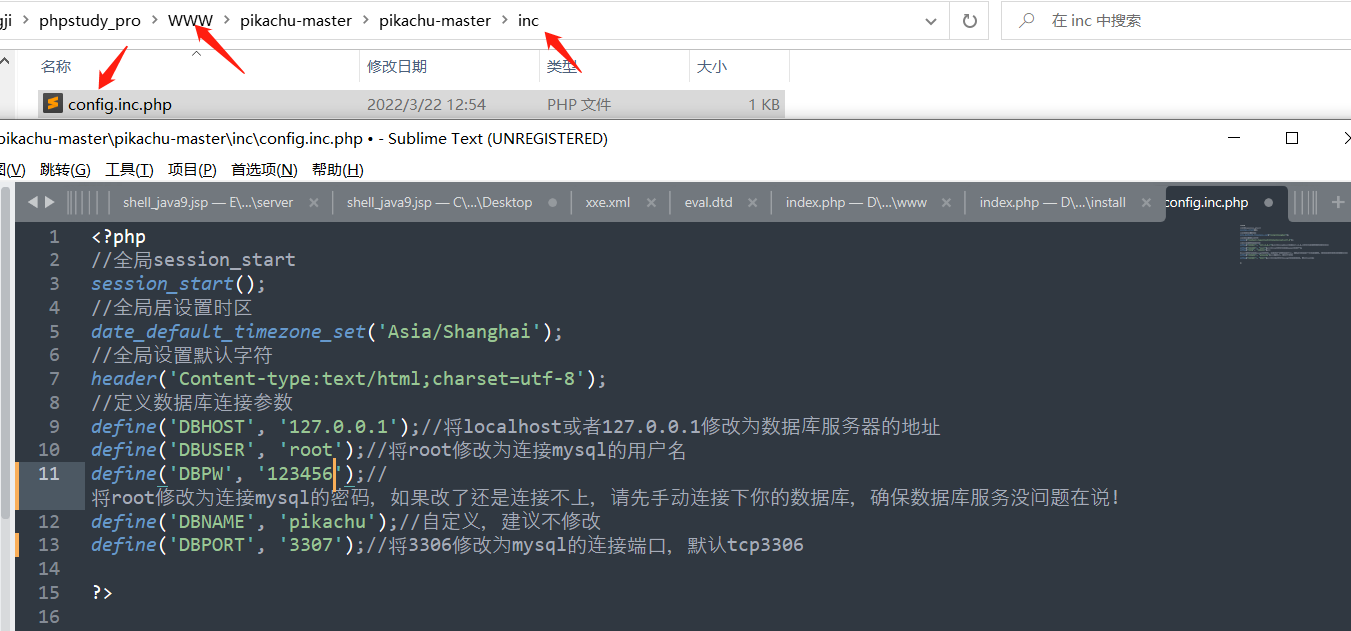 gji > phpstudy_pro > WWW > pikachu-master > pikachu-master > inc
在 inc 中搜索
名称 修改日期 类型 大小
config.inc.php 2022/3/22 12:54 PHP 文件 1 KB
pikachu-master\pikachu-master\inc\config.inc.php • - Sublime Text (UNREGISTERED)
图(V) 跳转(G) 工具(T) 项目(P) 首选项(N) 帮助(H)
shell_java9.jsp — E\...\server shell_java9.jsp — C\...\Desktop xxe.xml eval.dtd index.php — D\...\www index.php — D\...\install config.inc.php
1 <?php
2 //全局session_start
3 session_start();
4 //全局居设置时区
5 date_default_timezone_set('Asia/Shanghai');
6 //全局设置默认字符
7 header('Content-type:text/html;charset=utf-8');
8 //定义数据库连接参数
9 define('DBHOST', '127.0.0.1');//将localhost或者127.0.0.1修改为数据库服务器的地址
10 define('DBUSER', 'root');//将root修改为连接mysql的用户名
11 define('DBPW', '123456');//
将root修改为连接mysql的密码，如果改了还是连接不上，请先手动连接下你的数据库，确保数据库服务没问题在说！
12 define('DBNAME', 'pikachu');//自定义，建议不修改
13 define('DBPORT', '3307');//将3306修改为mysql的连接端口，默认tcp3306
14
15 ?>
16